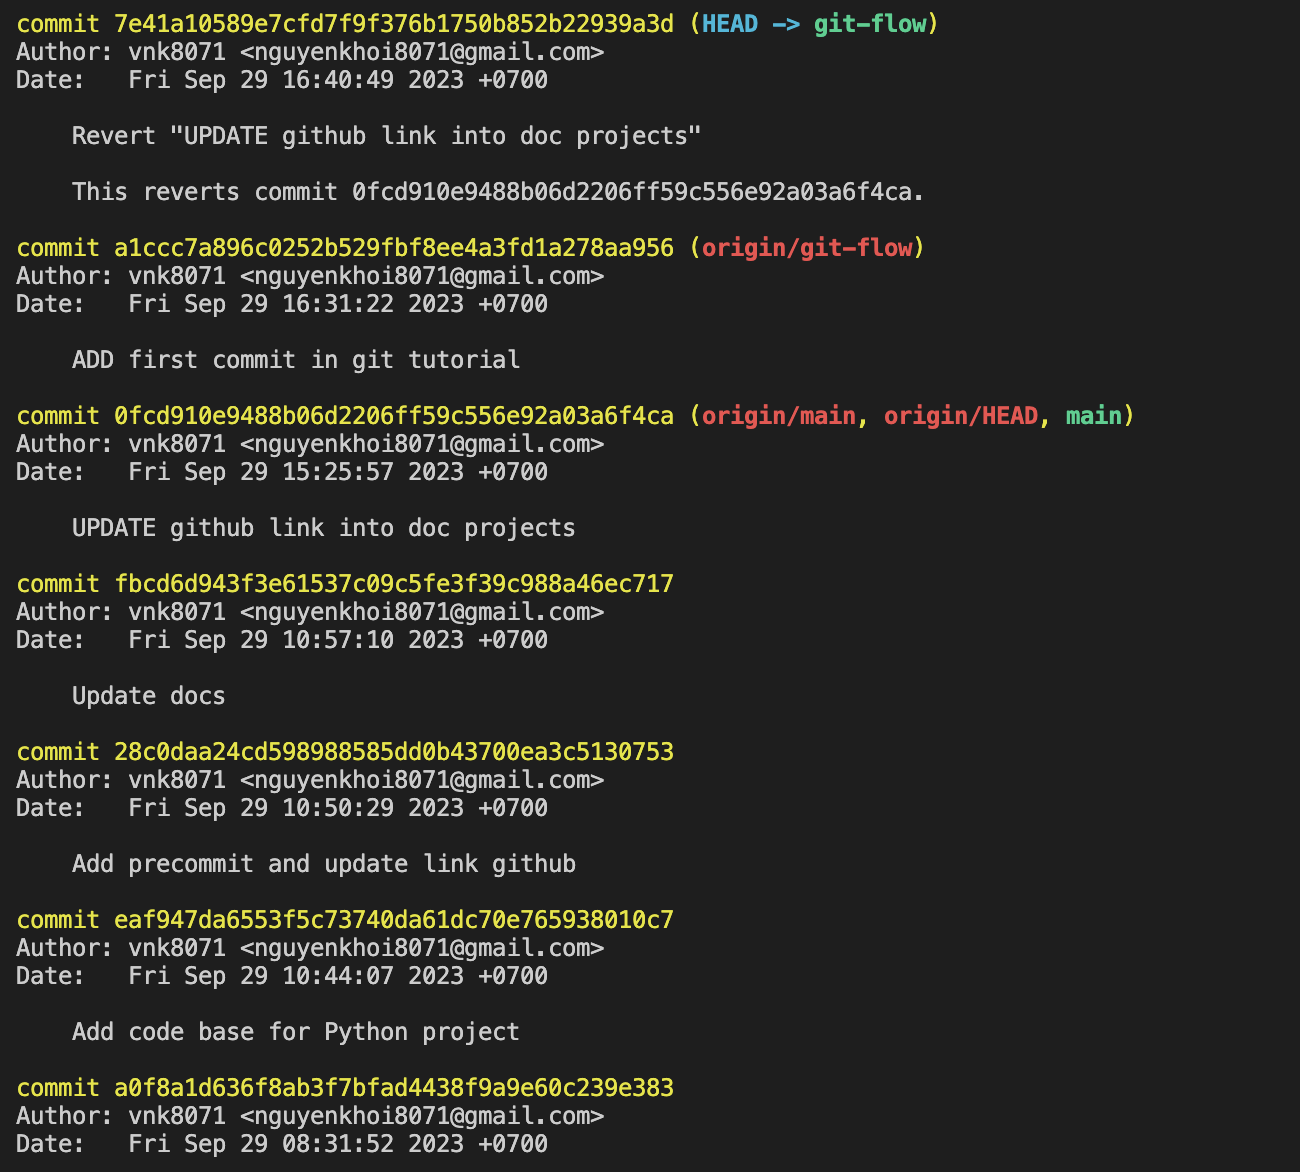 commit 7e41a10589e7cfd7f9f376b1750b852b22939a3d (HEAD -> git-flow)
Author: vnk8071 <nguyenkhoi8071@gmail.com>
Date:   Fri Sep 29 16:40:49 2023 +0700
    Revert "UPDATE github link into doc projects"
    This reverts commit 0fcd910e9488b06d2206ff59c556e92a03a6f4ca.
commit a1ccc7a896c0252b529fbf8ee4a3fd1a278aa956 (origin/git-flow)
Author: vnk8071 <nguyenkhoi8071@gmail.com>
Date:   Fri Sep 29 16:31:22 2023 +0700
    ADD first commit in git tutorial
commit 0fcd910e9488b06d2206ff59c556e92a03a6f4ca (origin/main, origin/HEAD, main)
Author: vnk8071 <nguyenkhoi8071@gmail.com>
Date:   Fri Sep 29 15:25:57 2023 +0700
    UPDATE github link into doc projects
commit fbcd6d943f3e61537c09c5fe3f39c988a46ec717
Author: vnk8071 <nguyenkhoi8071@gmail.com>
Date:   Fri Sep 29 10:57:10 2023 +0700
    Update docs
commit 28c0daa24cd598988585dd0b43700ea3c5130753
Author: vnk8071 <nguyenkhoi8071@gmail.com>
Date:   Fri Sep 29 10:50:29 2023 +0700
    Add precommit and update link github
commit eaf947da6553f5c73740da61dc70e765938010c7
Author: vnk8071 <nguyenkhoi8071@gmail.com>
Date:   Fri Sep 29 10:44:07 2023 +0700
    Add code base for Python project
commit a0f8a1d636f8ab3f7bfad4438f9a9e60c239e383
Author: vnk8071 <nguyenkhoi8071@gmail.com>
Date:   Fri Sep 29 08:31:52 2023 +0700